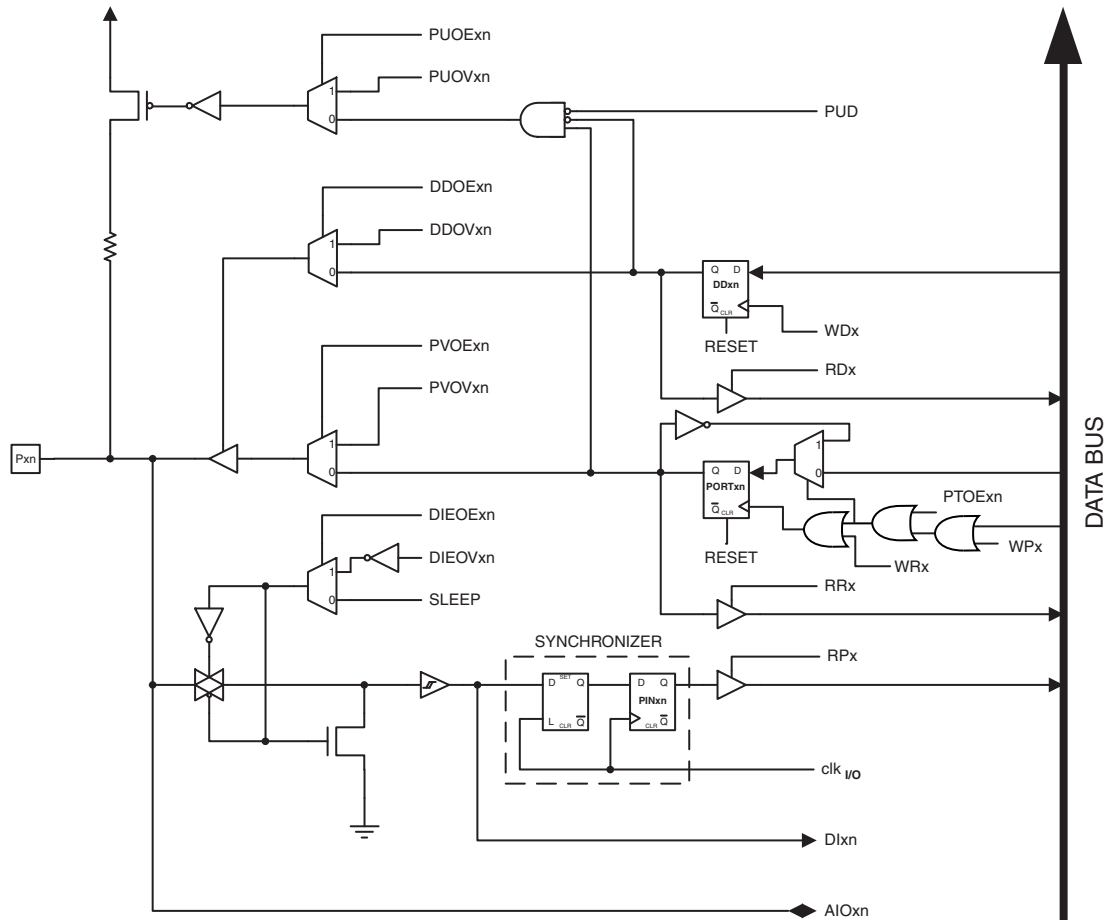 PUOExn
PUOVxn
1
0
PUD
DDOExn
DDOVxn
1
0
Q D
DDxn
Q CLR
WDx
RESET
RDx
PVOExn
PVOVxn
1
0
Pxn
1
0
Q D
PORTxn
Q CLR
PTOExn
WPx
RESET
WRx
RRx
DATA BUS
DIEOExn
DIEOVxn
1
0
SLEEP
SYNCHRONIZER
D SET Q
L CLR Q
D Q
PINxn
CLR Q
RPx
clk I/O
DIxn
AIOxn